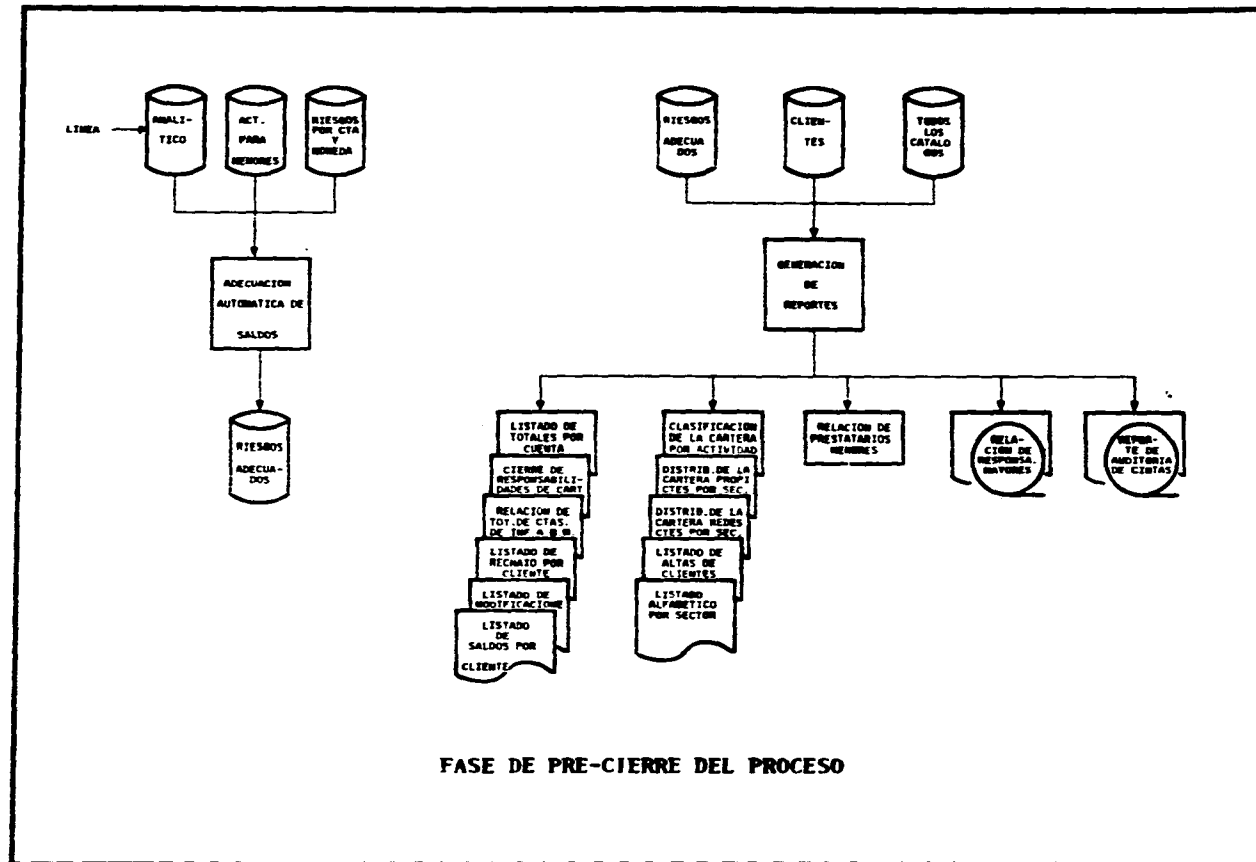 LINEA
ANALI-
TICO
ACT.
PARA
MENORES
RIESGOS
POR CTA
Y
MONEDA
ADECUACION
AUTOMATICA DE
SALDOS
RIESGOS
ADECUA-
DOS
RIESGOS
ADECUA
DOS
CLIEN-
TES
TODOS
LOS
CATALO
GOS
GENERACION
DE
REPORTES
LISTADO DE
TOTALES POR
CUENTA
CIERRE DE
RESPONSABILI-
DADES DE CART
RELACION DE
TOT.DE CTAS.
DE INF.A B M.
LISTADO DE
RECHAZO POR
CLIENTE
LISTADO DE
MODIFICACIONE
LISTADO
DE
SALDOS POR
CLIENTE
CLASIFICACION
DE LA CARTERA
POR ACTIVIDAD
DISTRIB.DE LA
CARTERA PROPI
CTES POR SEC.
DISTRIB.DE LA
CARTERA REDES
CTES POR SEC.
LISTADO DE
ALTAS DE
CLIENTES
LISTADO
ALFABETICO
POR SECTOR
RELACION DE
PRESTATARIOS
MENORES
RELA-
CION DE
RESPONSA.
MAYORES
REPOR-
TE DE
AUDITORIA
DE CINTAS
FASE DE PRE-CIERRE DEL PROCESO